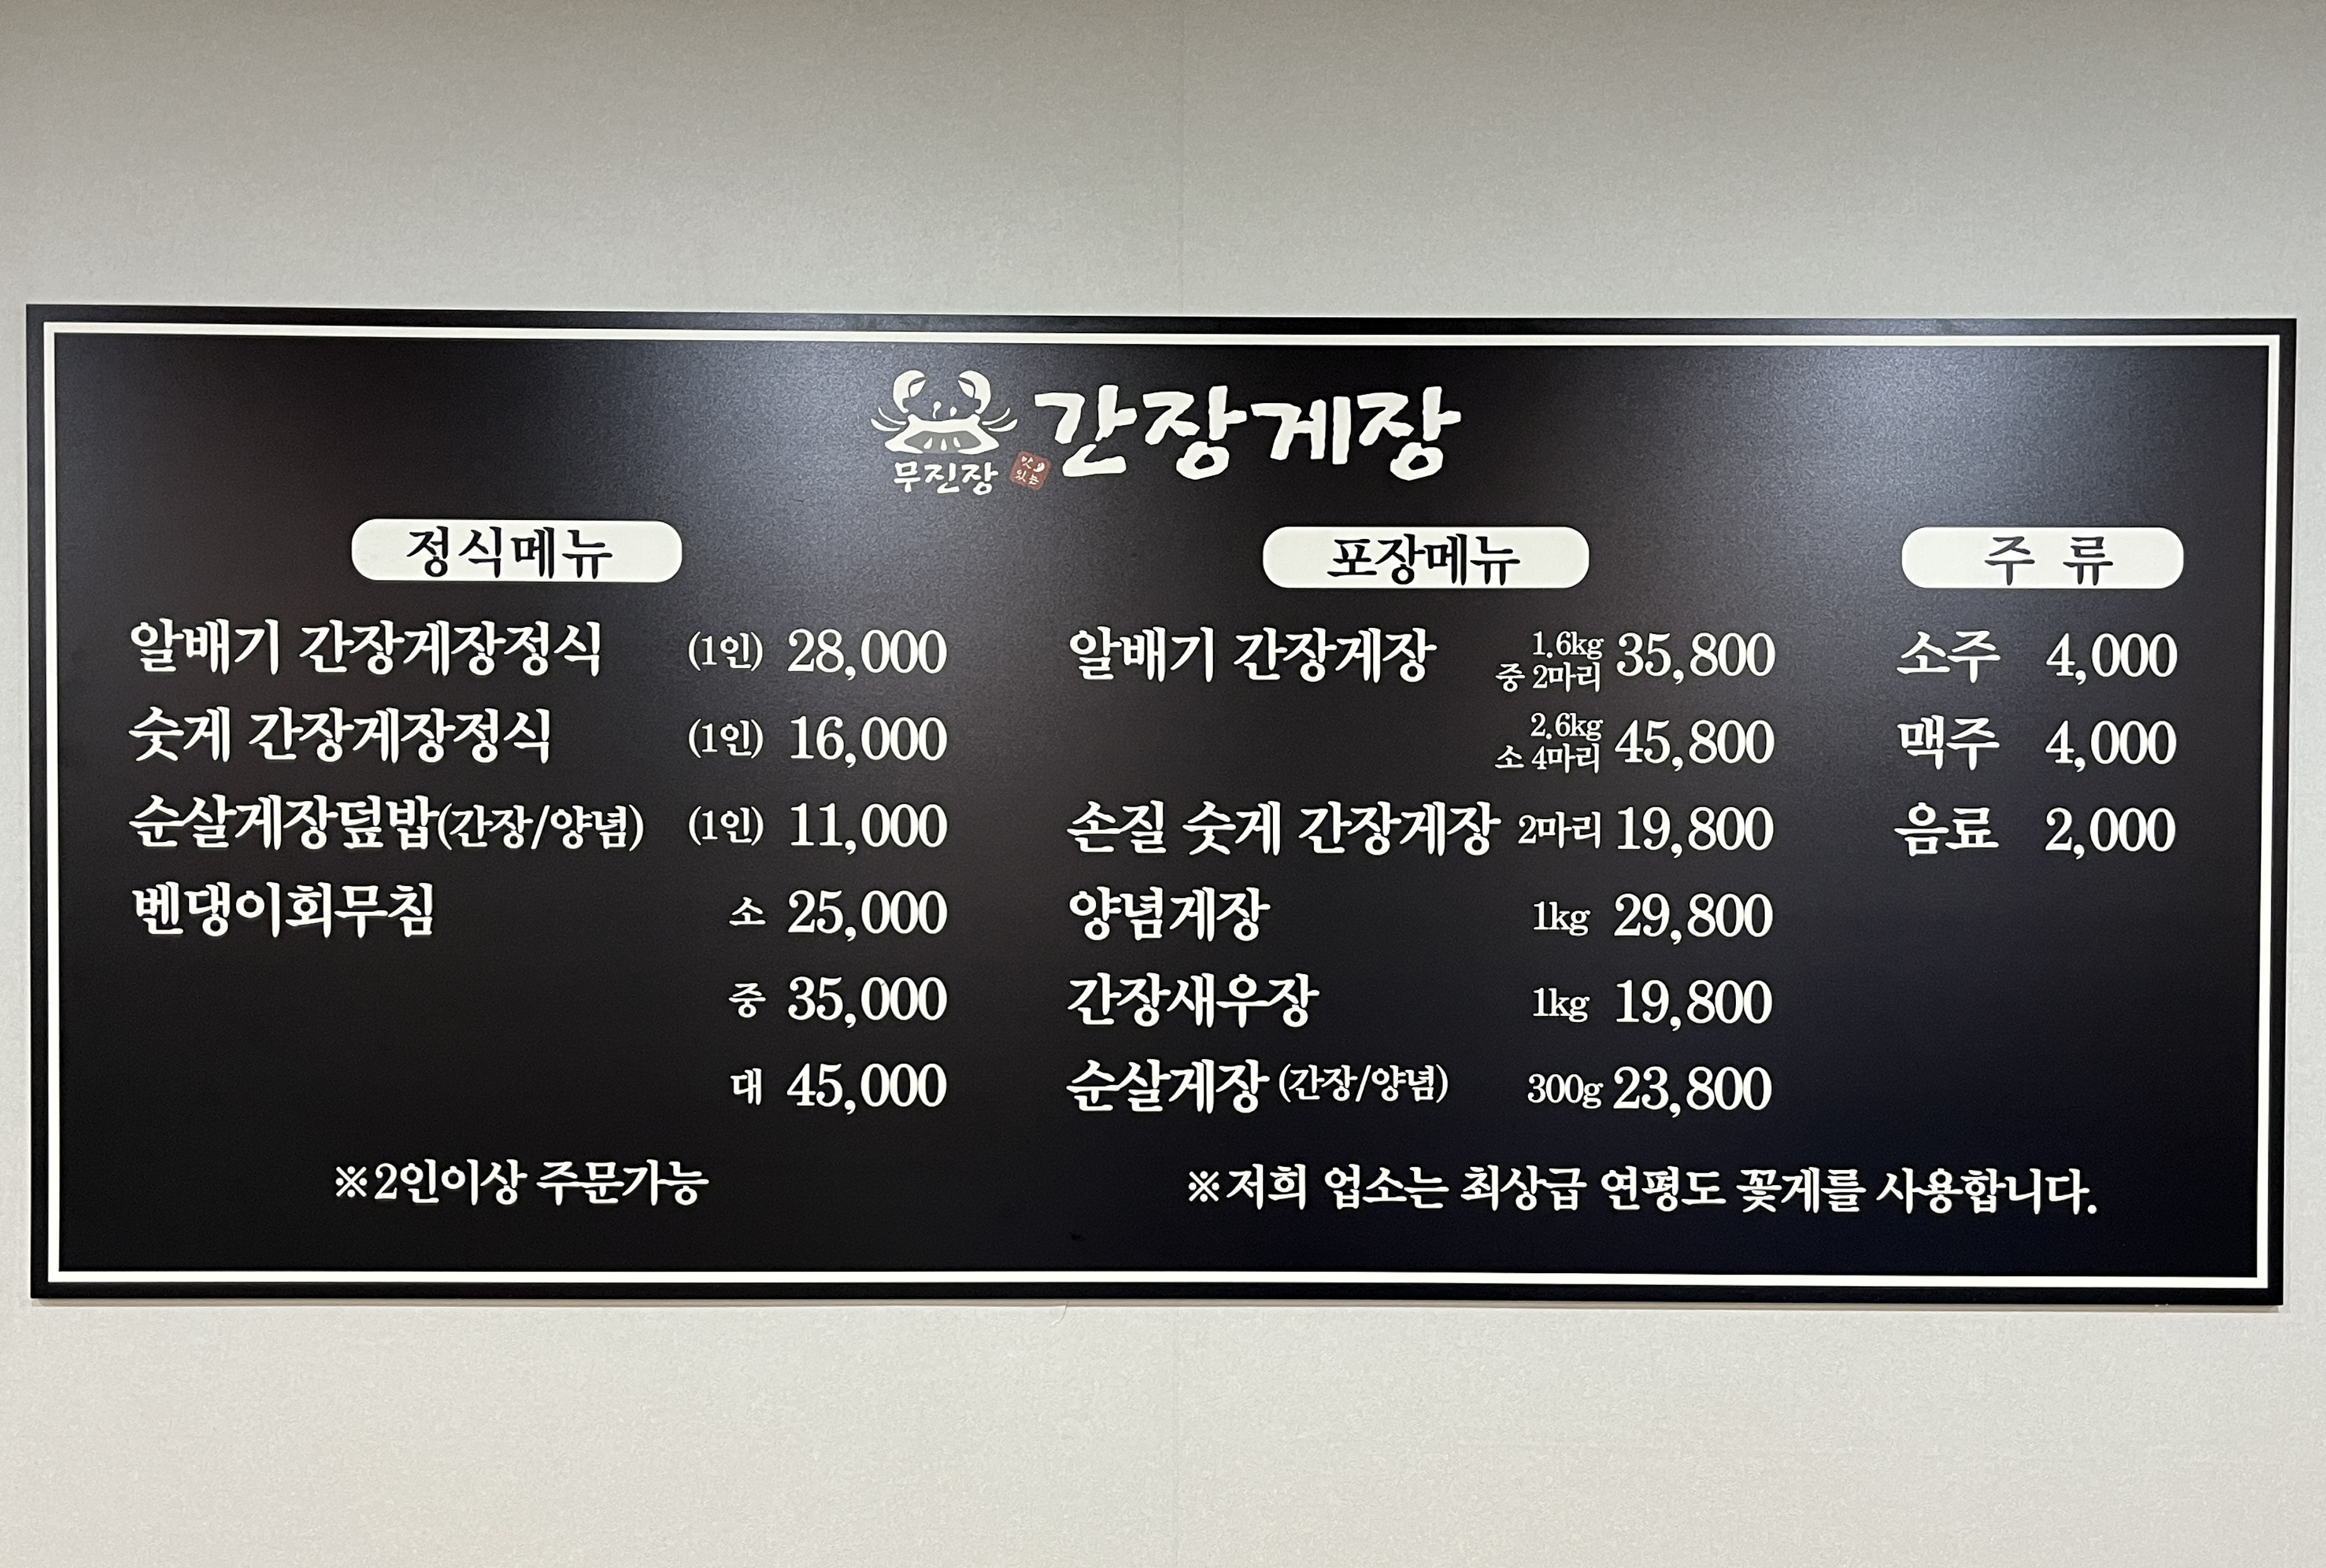 무진장
맛있는
간장게장
정식메뉴
알배기 간장게장정식 (1인) 28,000
숫게 간장게장정식 (1인) 16,000
순살게장덮밥(간장/양념) (1인) 11,000
벤댕이회무침 소 25,000
중 35,000
대 45,000
※2인이상 주문가능
포장메뉴
알배기 간장게장 1.6kg 중 2마리 35,800
2.6kg 소 4마리 45,800
손질 숫게 간장게장 2마리 19,800
양념게장 1kg 29,800
간장새우장 1kg 19,800
순살게장 (간장/양념) 300g 23,800
※저희 업소는 최상급 연평도 꽃게를 사용합니다.
주 류
소주 4,000
맥주 4,000
음료 2,000